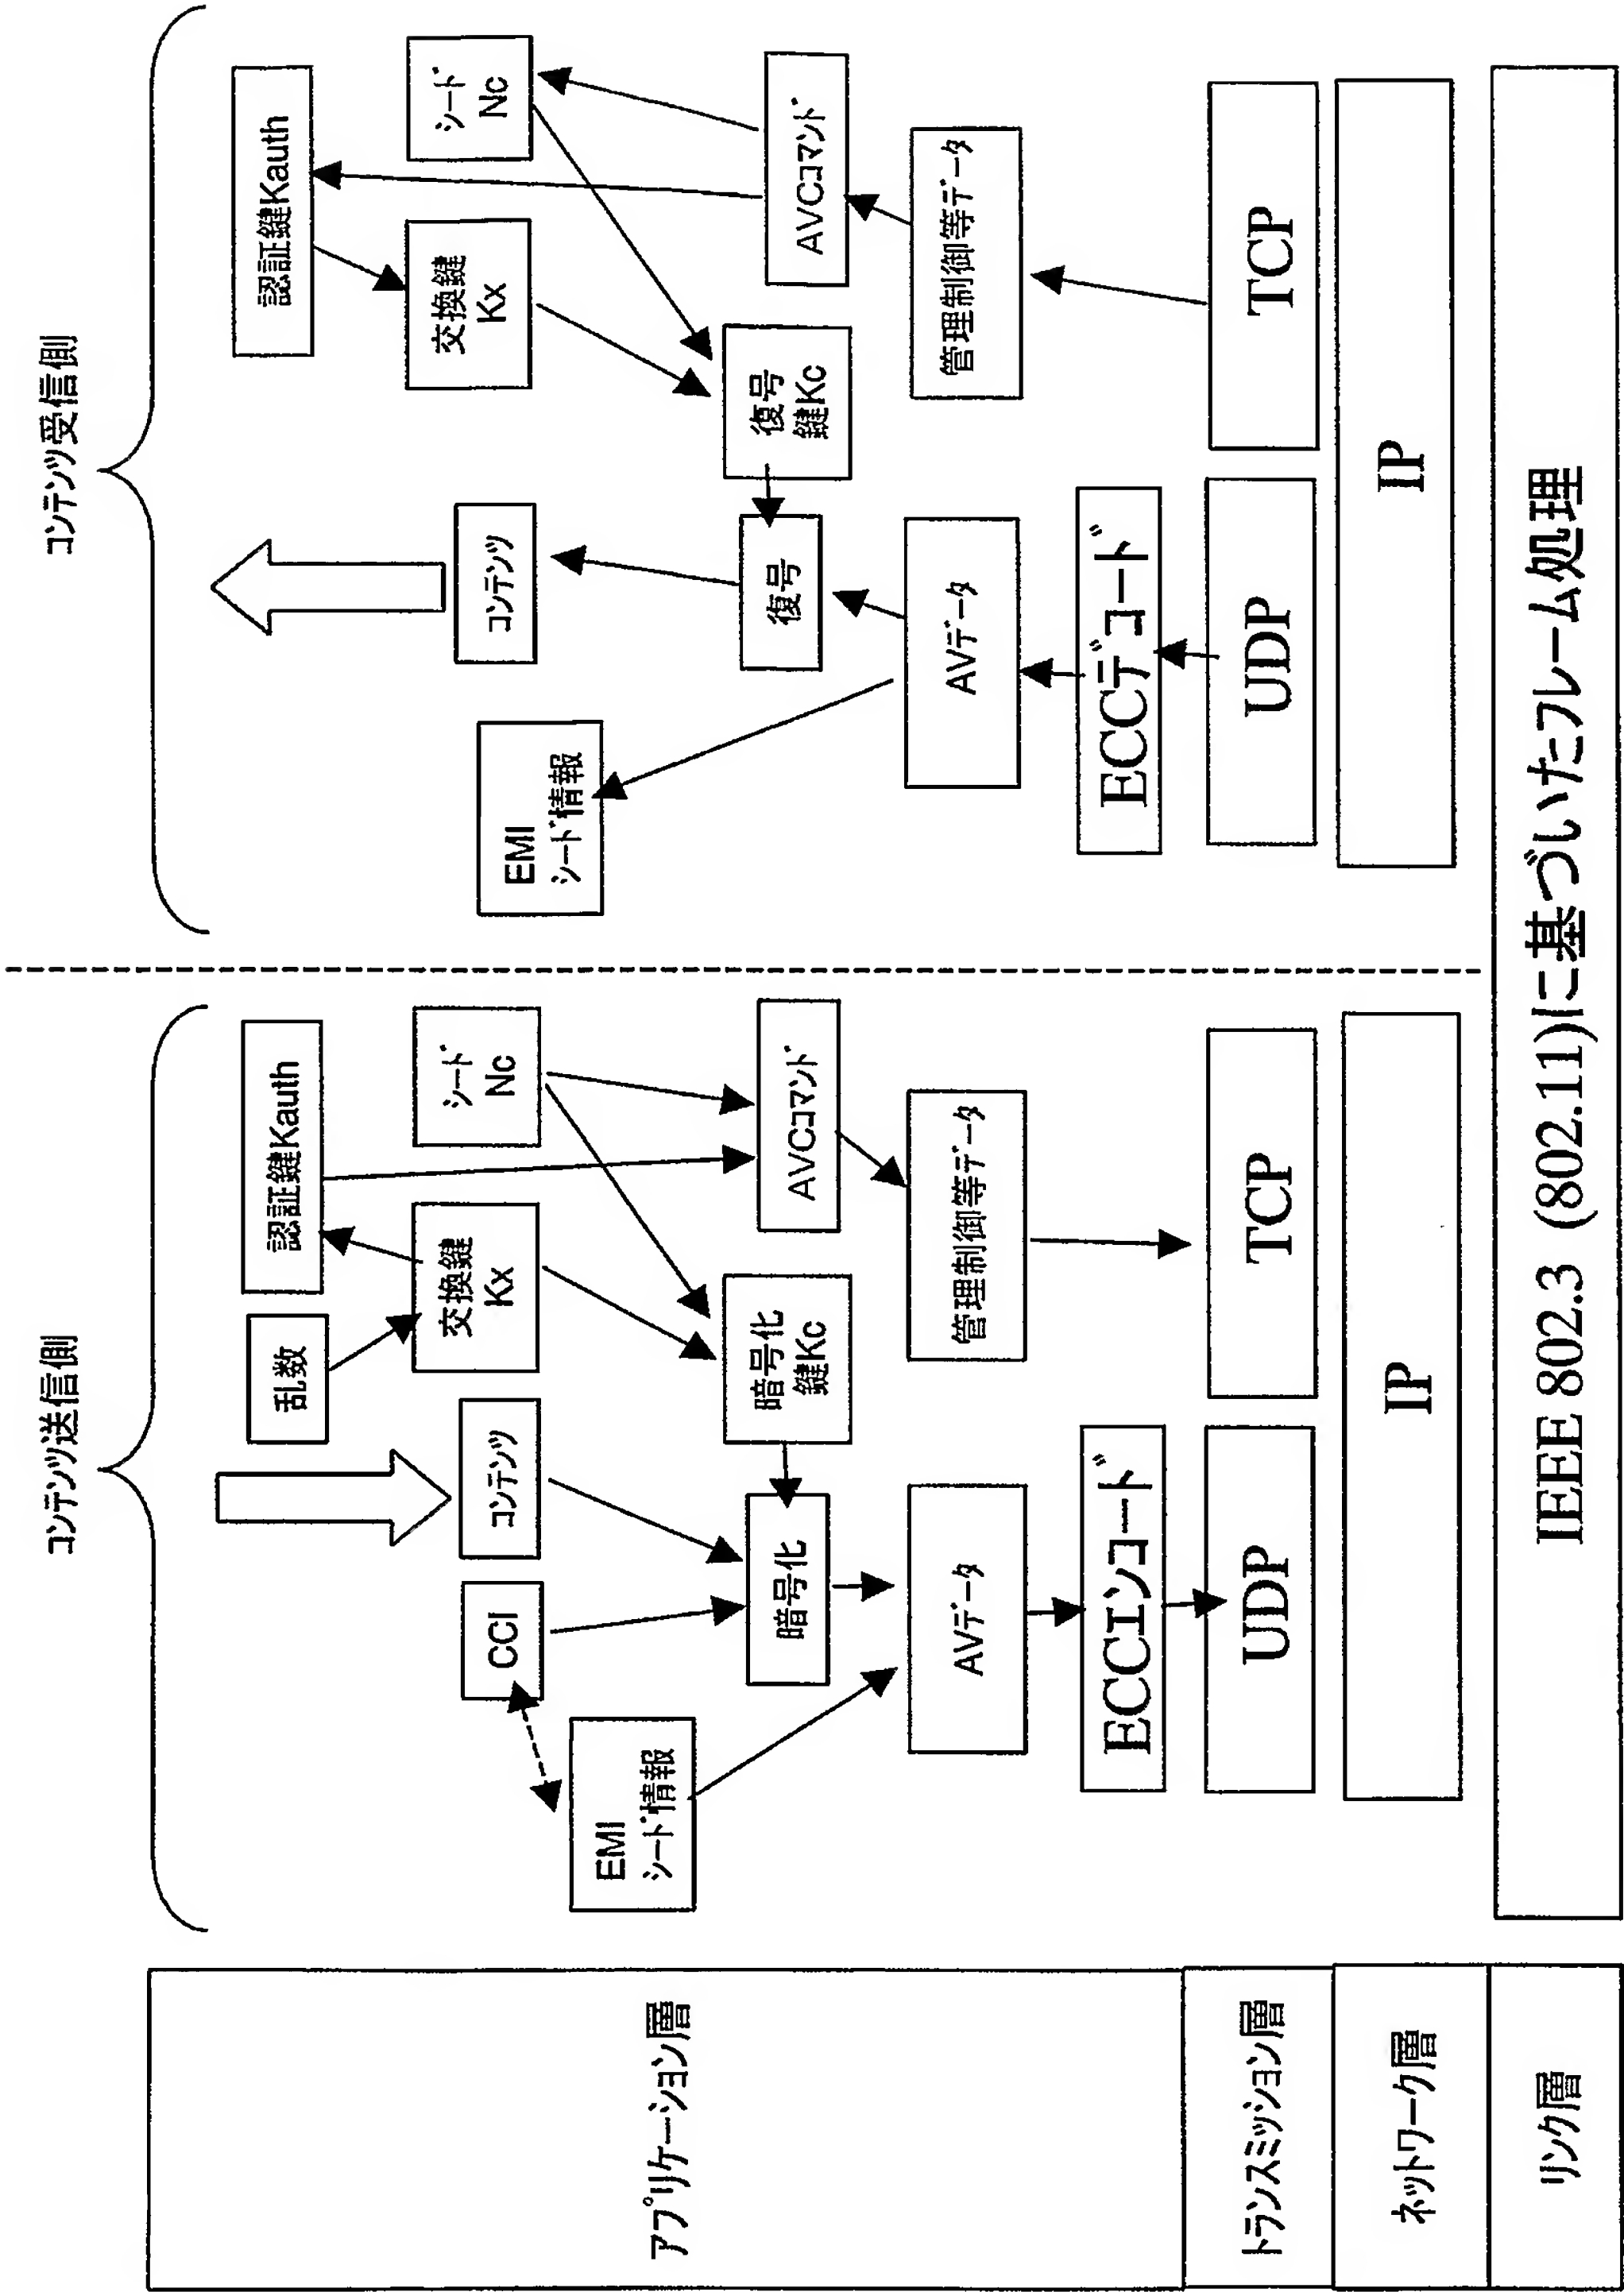 コンテンツ送信側
コンテンツ受信側
アプリケーション層
トランスミッション層
ネットワーク層
リンク層
乱数
認証鍵Kauth
交換鍵
Kx
シード
Nc
CCI
コンテンツ
EMI
シード情報
暗号化
暗号化
鍵Kc
AVCコマンド
AVデータ
管理制御等データ
ECCエンコード
UDP
TCP
IP
認証鍵Kauth
交換鍵
Kx
シード
Nc
コンテンツ
EMI
シード情報
復号
復号
鍵Kc
AVCコマンド
AVデータ
管理制御等データ
ECCデコード
UDP
TCP
IP
IEEE 802.3 (802.11)に基づいたフレーム処理